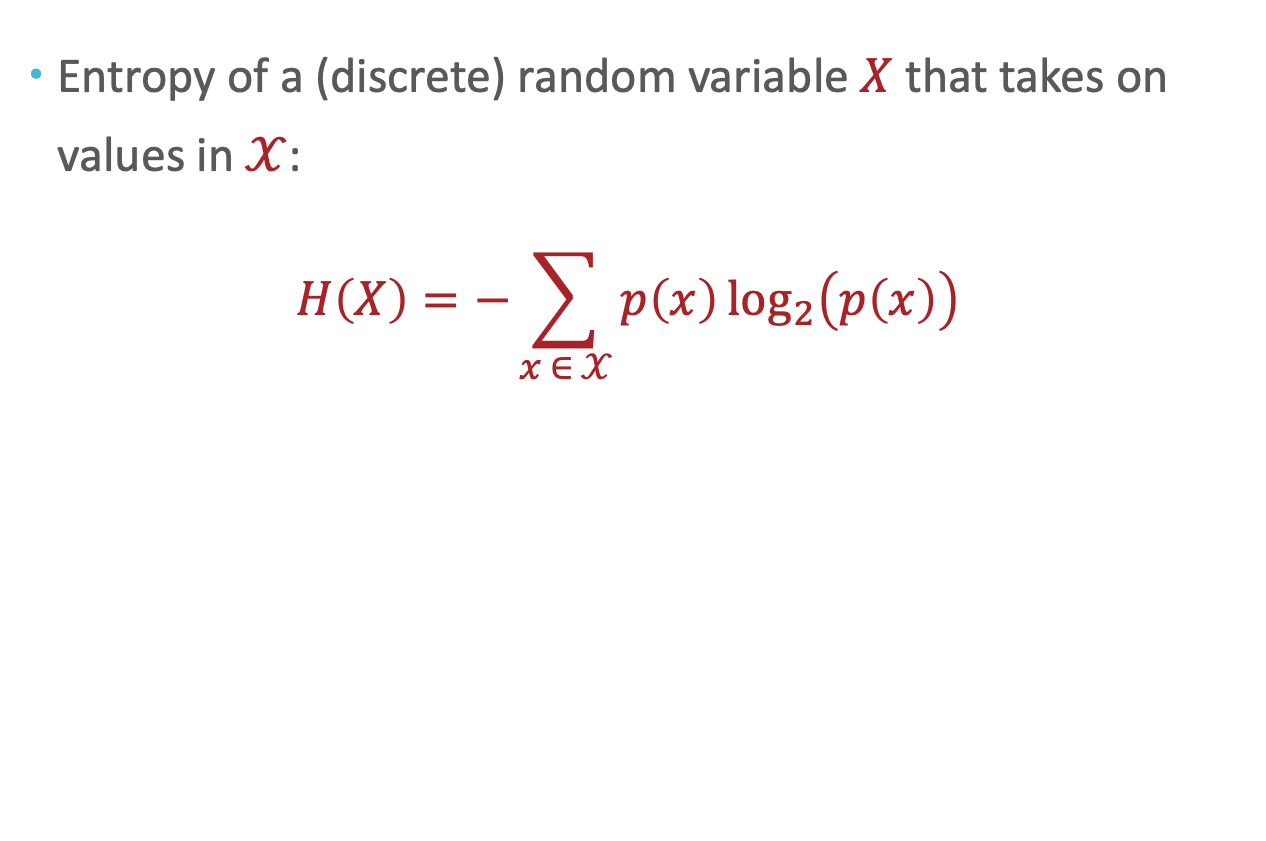 • Entropy of a (discrete) random variable 𝑋 that takes on
values in 𝒳:
𝐻(𝑋) = − ∑ 𝑝(𝑥) log₂(𝑝(𝑥))
𝑥 ∈ 𝒳